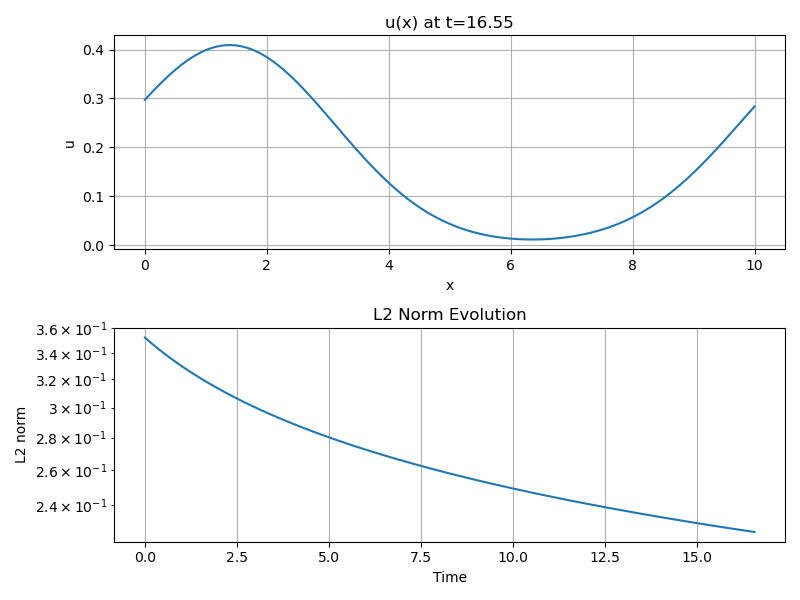 u(x) at t=16.55
0.4
0.3
0.2
0.1
0.0
u
0 2 4 6 8 10
x
L2 Norm Evolution
3.6 × 10⁻¹
3.4 × 10⁻¹
3.2 × 10⁻¹
3 × 10⁻¹
2.8 × 10⁻¹
2.6 × 10⁻¹
2.4 × 10⁻¹
L2 norm
0.0 2.5 5.0 7.5 10.0 12.5 15.0
Time